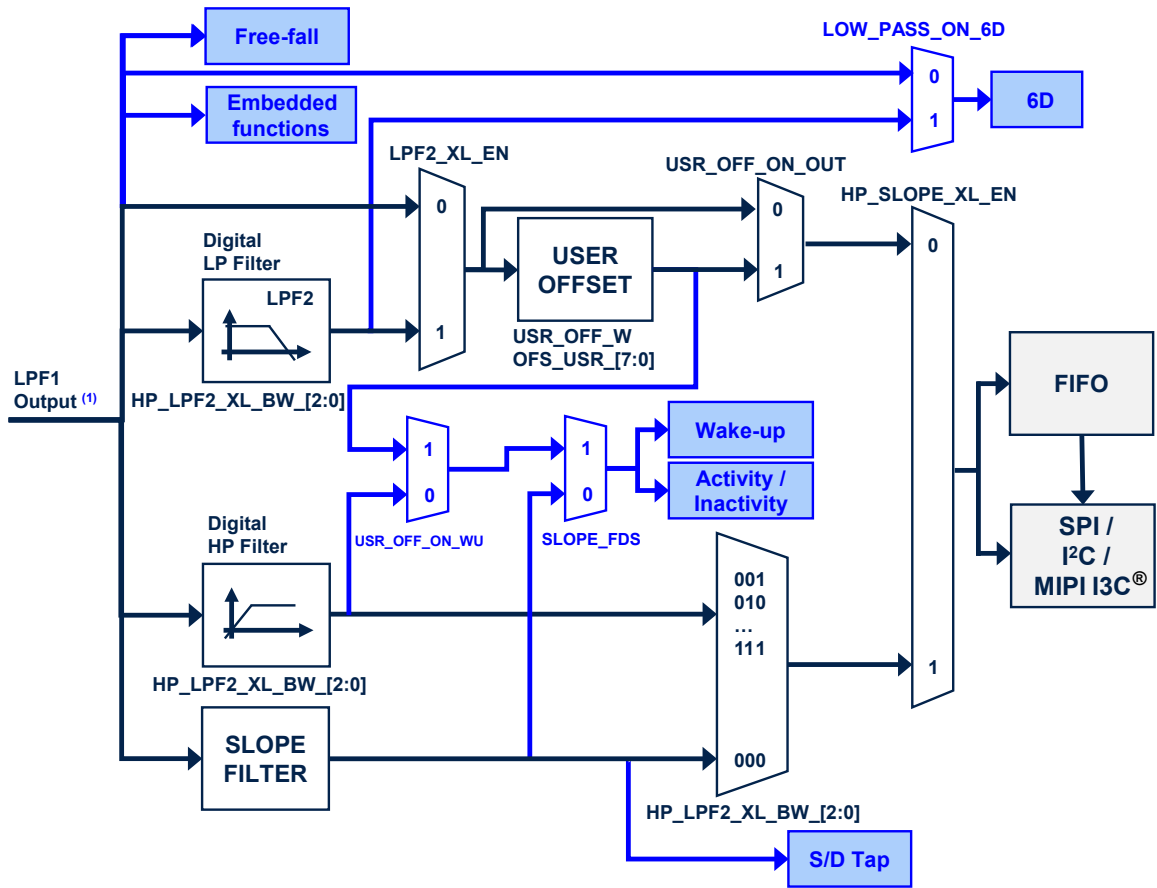 Free-fall
LOW_PASS_ON_6D
0
Embedded
functions
6D
1
LPF2_XL_EN
USR_OFF_ON_OUT
HP_SLOPE_XL_EN
0
0
Digital
LP Filter
LPF2
USER
OFFSET
0
1
1
USR_OFF_W
OFS_USR_[7:0]
LPF1
Output (1)
HP_LPF2_XL_BW_[2:0]
FIFO
1
0
1
0
Wake-up
Activity /
Inactivity
USR_OFF_ON_WU
SLOPE_FDS
SPI /
I²C /
MIPI I3C®
Digital
HP Filter
001
010
...
111
1
HP_LPF2_XL_BW_[2:0]
SLOPE
FILTER
000
HP_LPF2_XL_BW_[2:0]
S/D Tap